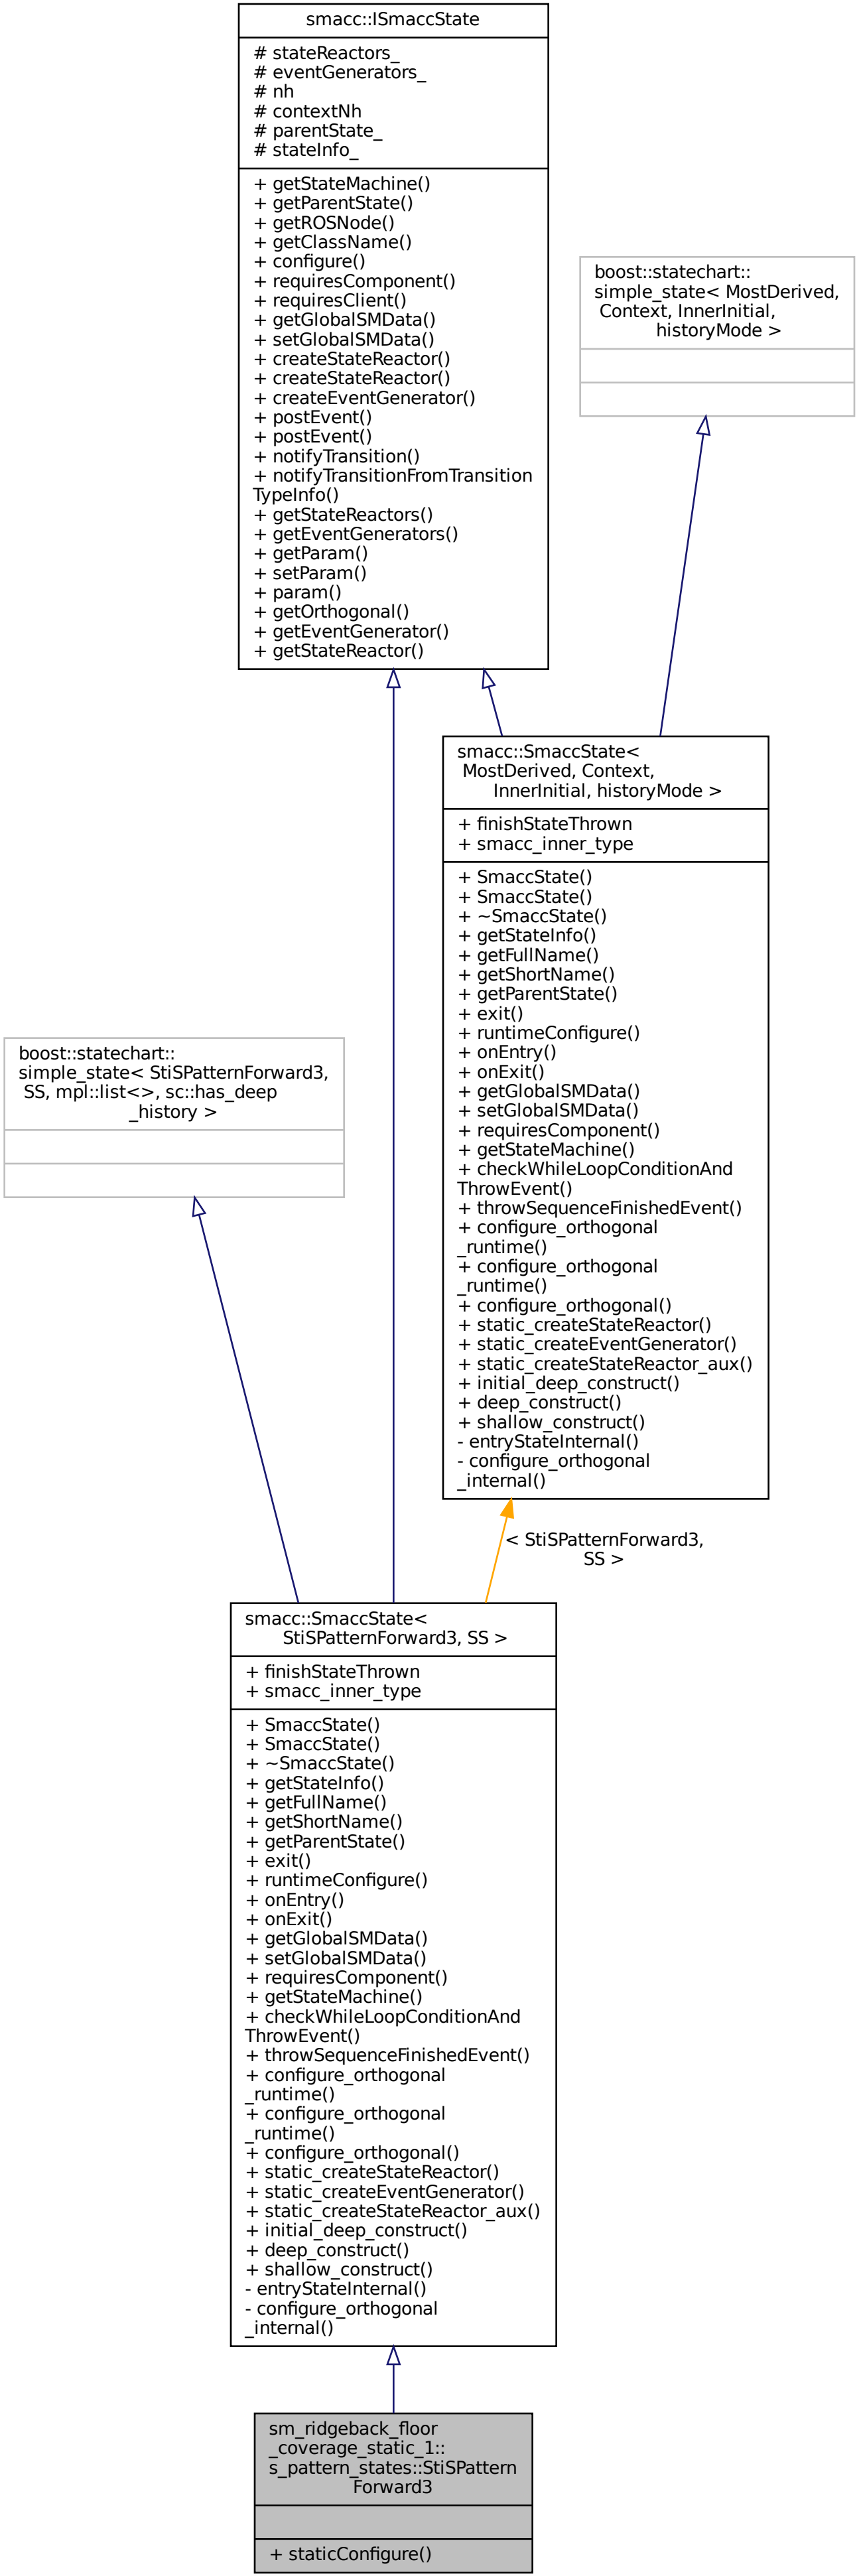 smacc::ISmaccState
# stateReactors_
# eventGenerators_
# nh
# contextNh
# parentState_
# stateInfo_
+ getStateMachine()
+ getParentState()
+ getROSNode()
+ getClassName()
+ configure()
+ requiresComponent()
+ requiresClient()
+ getGlobalSMData()
+ setGlobalSMData()
+ createStateReactor()
+ createStateReactor()
+ createEventGenerator()
+ postEvent()
+ postEvent()
+ notifyTransition()
+ notifyTransitionFromTransition
TypeInfo()
+ getStateReactors()
+ getEventGenerators()
+ getParam()
+ setParam()
+ param()
+ getOrthogonal()
+ getEventGenerator()
+ getStateReactor()
boost::statechart::
simple_state< MostDerived,
Context, InnerInitial,
historyMode >
smacc::SmaccState<
MostDerived, Context,
InnerInitial, historyMode >
+ finishStateThrown
+ smacc_inner_type
+ SmaccState()
+ SmaccState()
+ ~SmaccState()
+ getStateInfo()
+ getFullName()
+ getShortName()
+ getParentState()
+ exit()
+ runtimeConfigure()
+ onEntry()
+ onExit()
+ getGlobalSMData()
+ setGlobalSMData()
+ requiresComponent()
+ getStateMachine()
+ checkWhileLoopConditionAnd
ThrowEvent()
+ throwSequenceFinishedEvent()
+ configure_orthogonal
_runtime()
+ configure_orthogonal
_runtime()
+ configure_orthogonal()
+ static_createStateReactor()
+ static_createEventGenerator()
+ static_createStateReactor_aux()
+ initial_deep_construct()
+ deep_construct()
+ shallow_construct()
- entryStateInternal()
- configure_orthogonal
_internal()
boost::statechart::
simple_state< StiSPatternForward3,
SS, mpl::list<>, sc::has_deep
_history >
< StiSPatternForward3,
SS >
smacc::SmaccState<
StiSPatternForward3, SS >
+ finishStateThrown
+ smacc_inner_type
+ SmaccState()
+ SmaccState()
+ ~SmaccState()
+ getStateInfo()
+ getFullName()
+ getShortName()
+ getParentState()
+ exit()
+ runtimeConfigure()
+ onEntry()
+ onExit()
+ getGlobalSMData()
+ setGlobalSMData()
+ requiresComponent()
+ getStateMachine()
+ checkWhileLoopConditionAnd
ThrowEvent()
+ throwSequenceFinishedEvent()
+ configure_orthogonal
_runtime()
+ configure_orthogonal
_runtime()
+ configure_orthogonal()
+ static_createStateReactor()
+ static_createEventGenerator()
+ static_createStateReactor_aux()
+ initial_deep_construct()
+ deep_construct()
+ shallow_construct()
- entryStateInternal()
- configure_orthogonal
_internal()
sm_ridgeback_floor
_coverage_static_1::
s_pattern_states::StiSPattern
Forward3
+ staticConfigure()